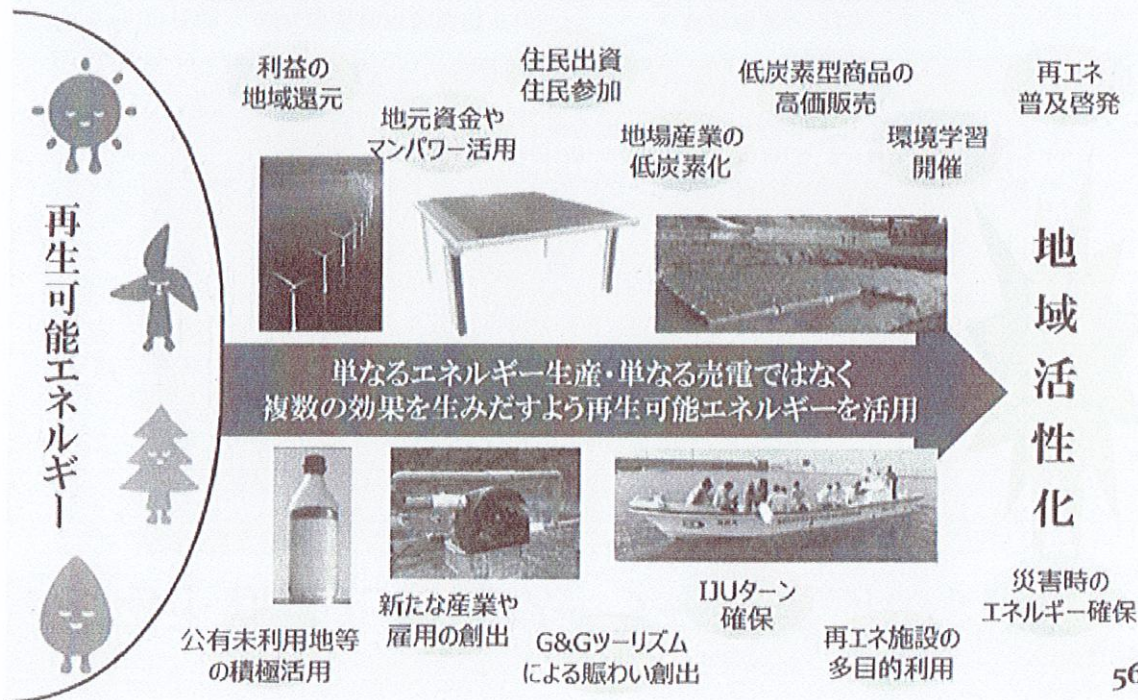 再生可能エネルギー
利益の
地域還元
地元資金や
マンパワー活用
住民出資
住民参加
地場産業の
低炭素化
低炭素型商品の
高価販売
環境学習
開催
再エネ
普及啓発
単なるエネルギー生産・単なる売電ではなく
複数の効果を生みだすよう再生可能エネルギーを活用
地域活性化
公有未利用地等
の積極活用
新たな産業や
雇用の創出
G&Gツーリズム
による賑わい創出
IJUターン
確保
再エネ施設の
多目的利用
災害時の
エネルギー確保
56